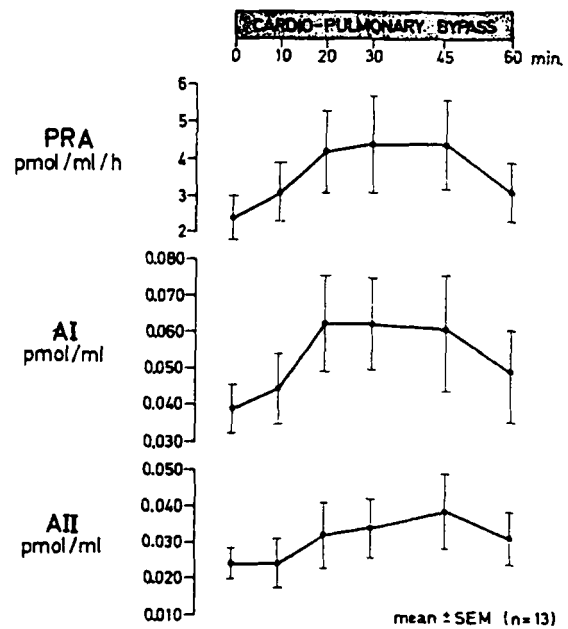 CARDIO-PULMONARY BYPASS
0 10 20 30 45 60 min.
PRA
pmol/ml/h
6
5
4
3
2
AI
pmol/ml
0.080
0.070
0.060
0.050
0.040
0.030
AII
pmol/ml
0.050
0.040
0.030
0.020
0.010
mean ± SEM (n=13)